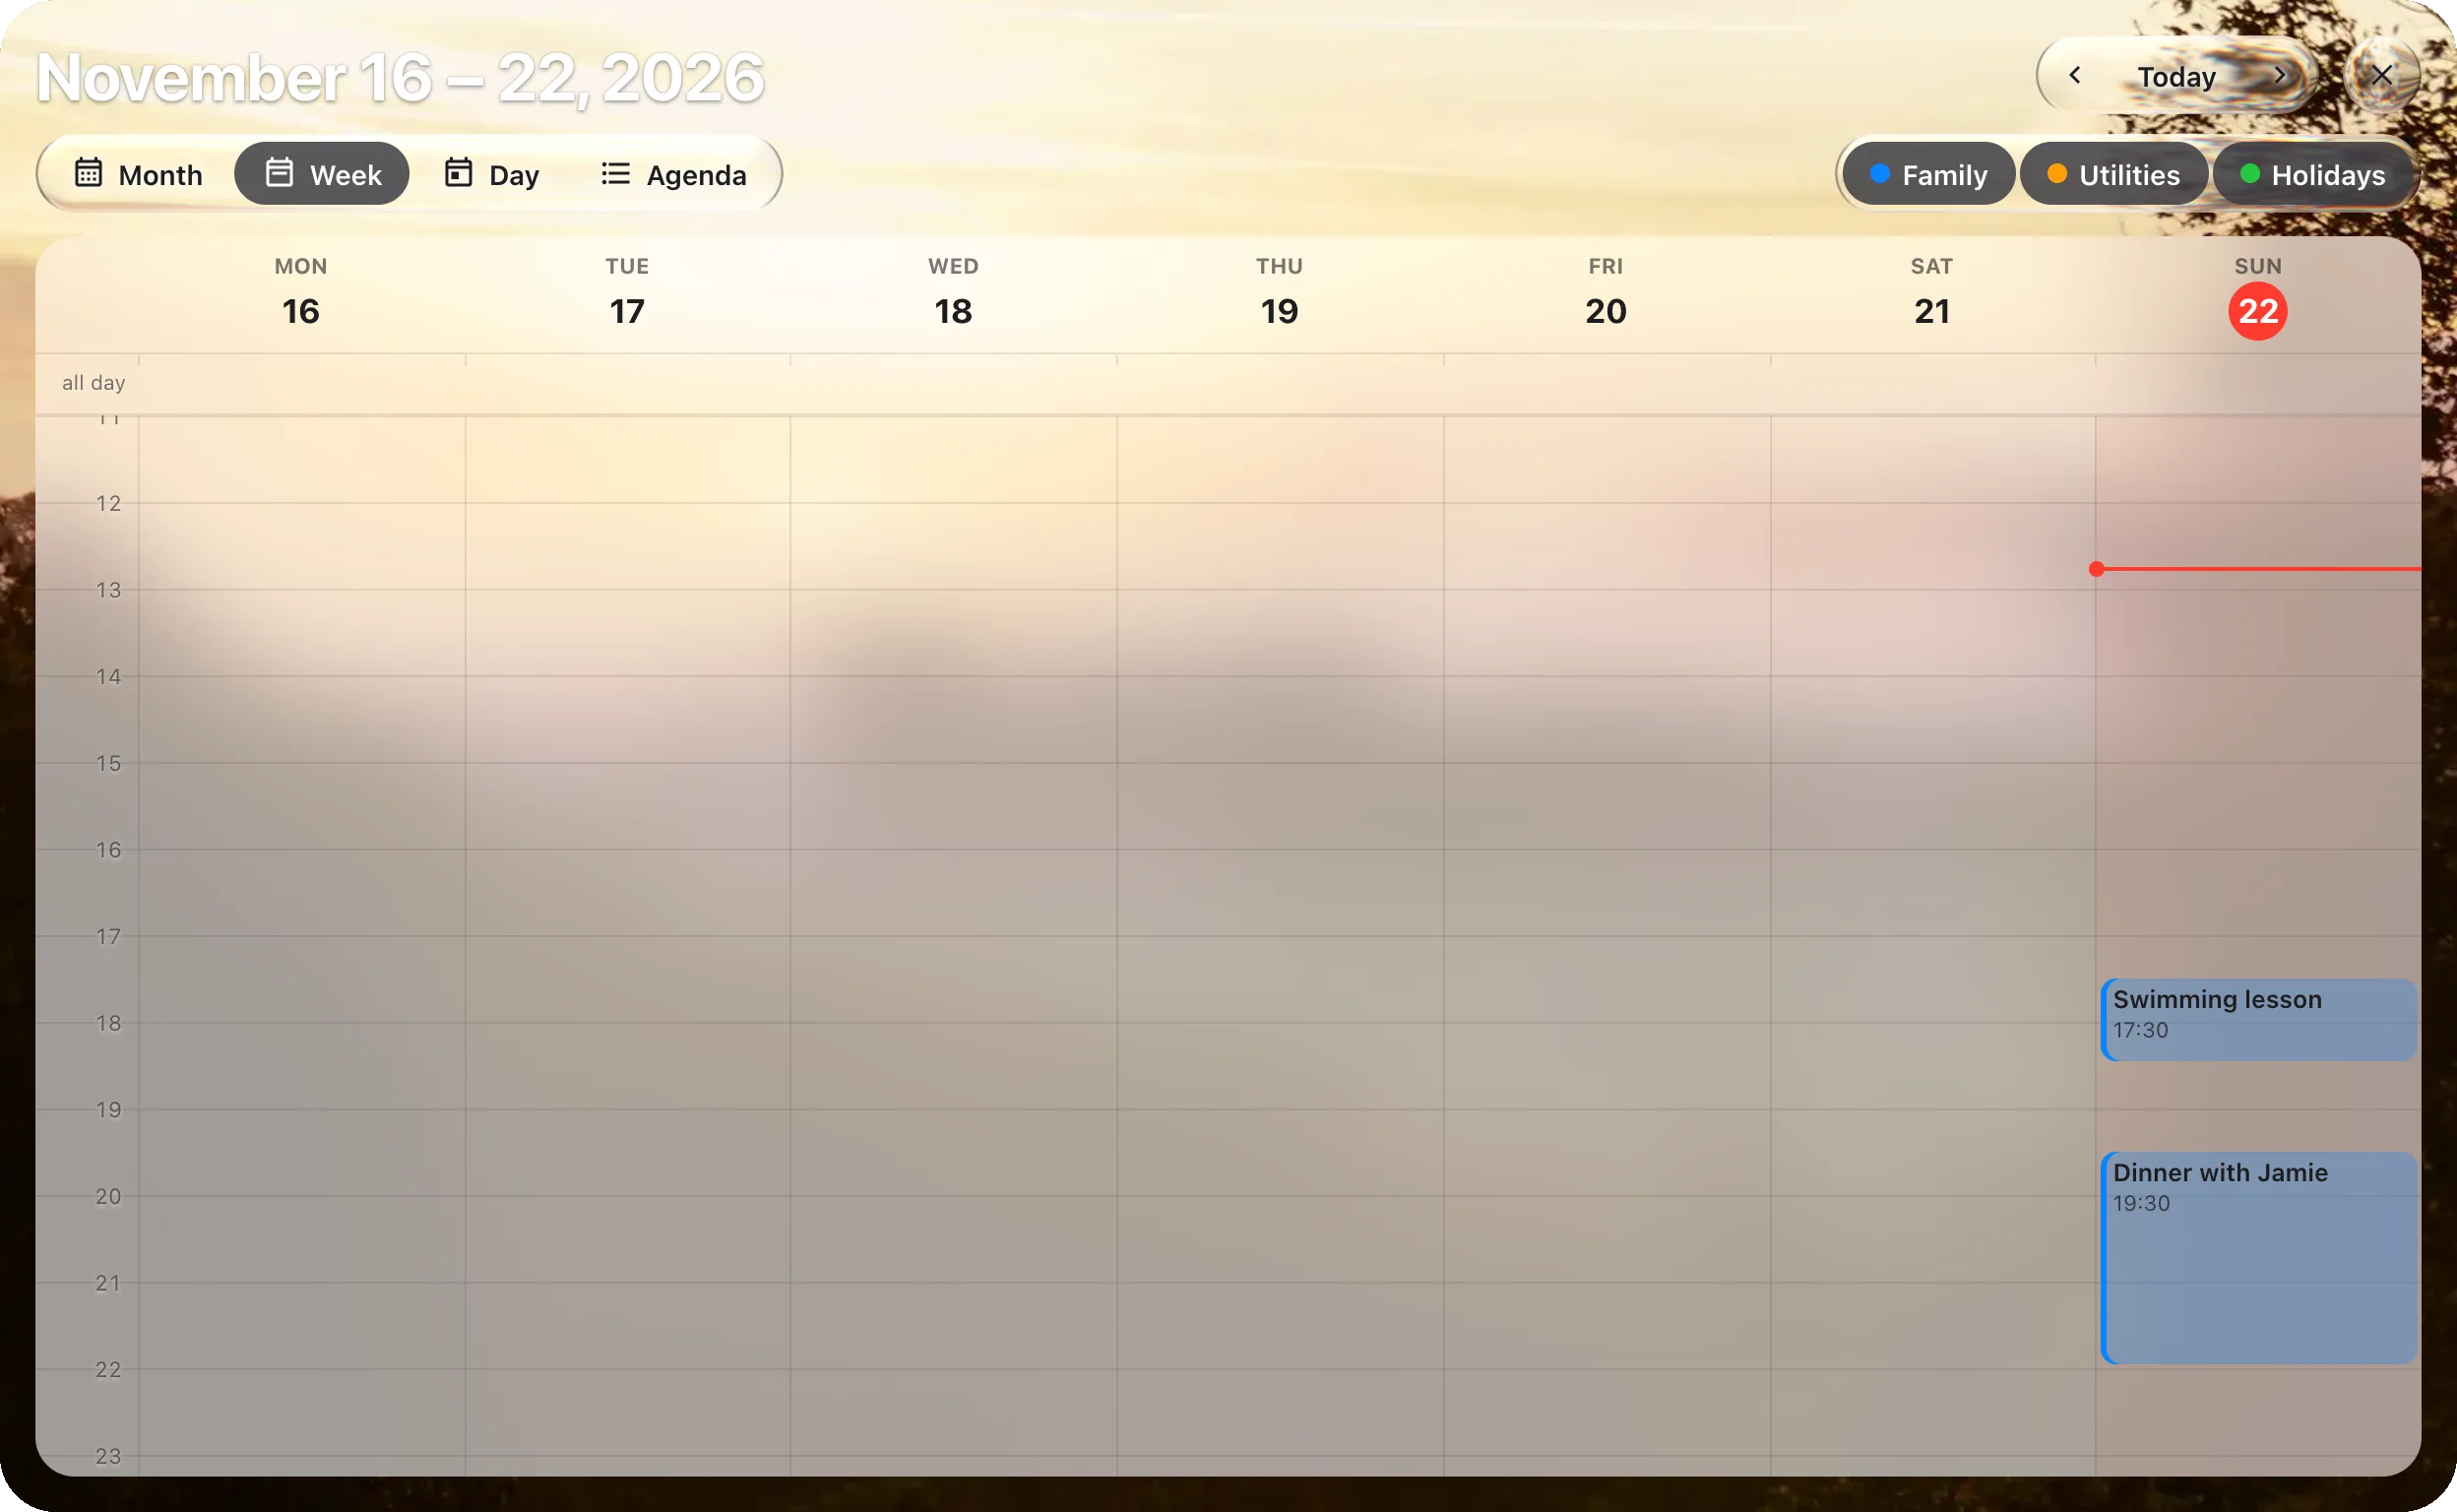 November 16 – 22, 2026
Today
Month
Week
Day
Agenda
Family
Utilities
Holidays
MON
TUE
WED
THU
FRI
SAT
SUN
16
17
18
19
20
21
22
all day
11
12
13
14
15
16
17
18
19
20
21
22
23
Swimming lesson
17:30
Dinner with Jamie
19:30